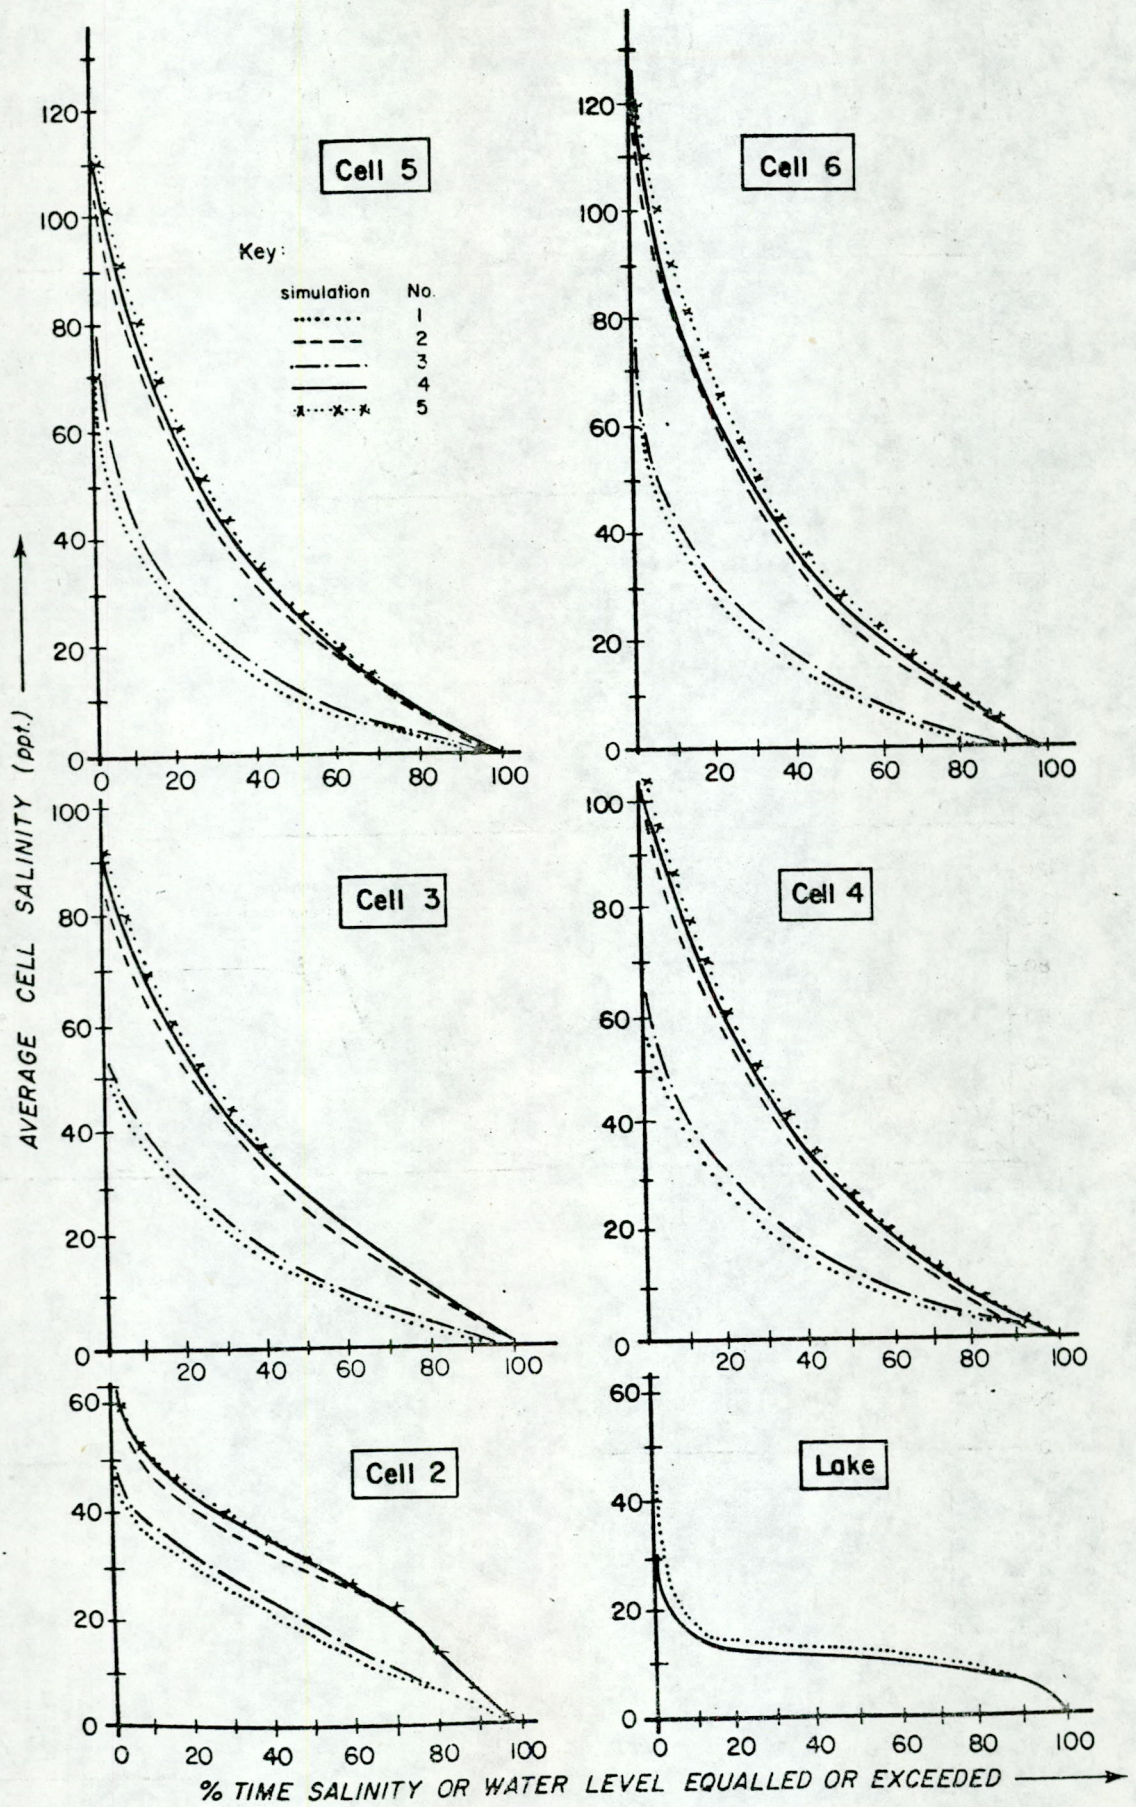 Cell 5
Key:
simulation No.
1
2
3
4
5
120
100
80
60
40
20
0
0 20 40 60 80 100
Cell 6
120
100
80
60
40
20
0
0 20 40 60 80 100
Cell 3
100
80
60
40
20
0
0 20 40 60 80 100
Cell 4
100
80
60
40
20
0
20 40 60 80 100
Cell 2
60
40
20
0
0 20 40 60 80 100
Lake
60
40
20
0
0 20 40 60 80 100
AVERAGE CELL SALINITY (ppt.)
% TIME SALINITY OR WATER LEVEL EQUALLED OR EXCEEDED